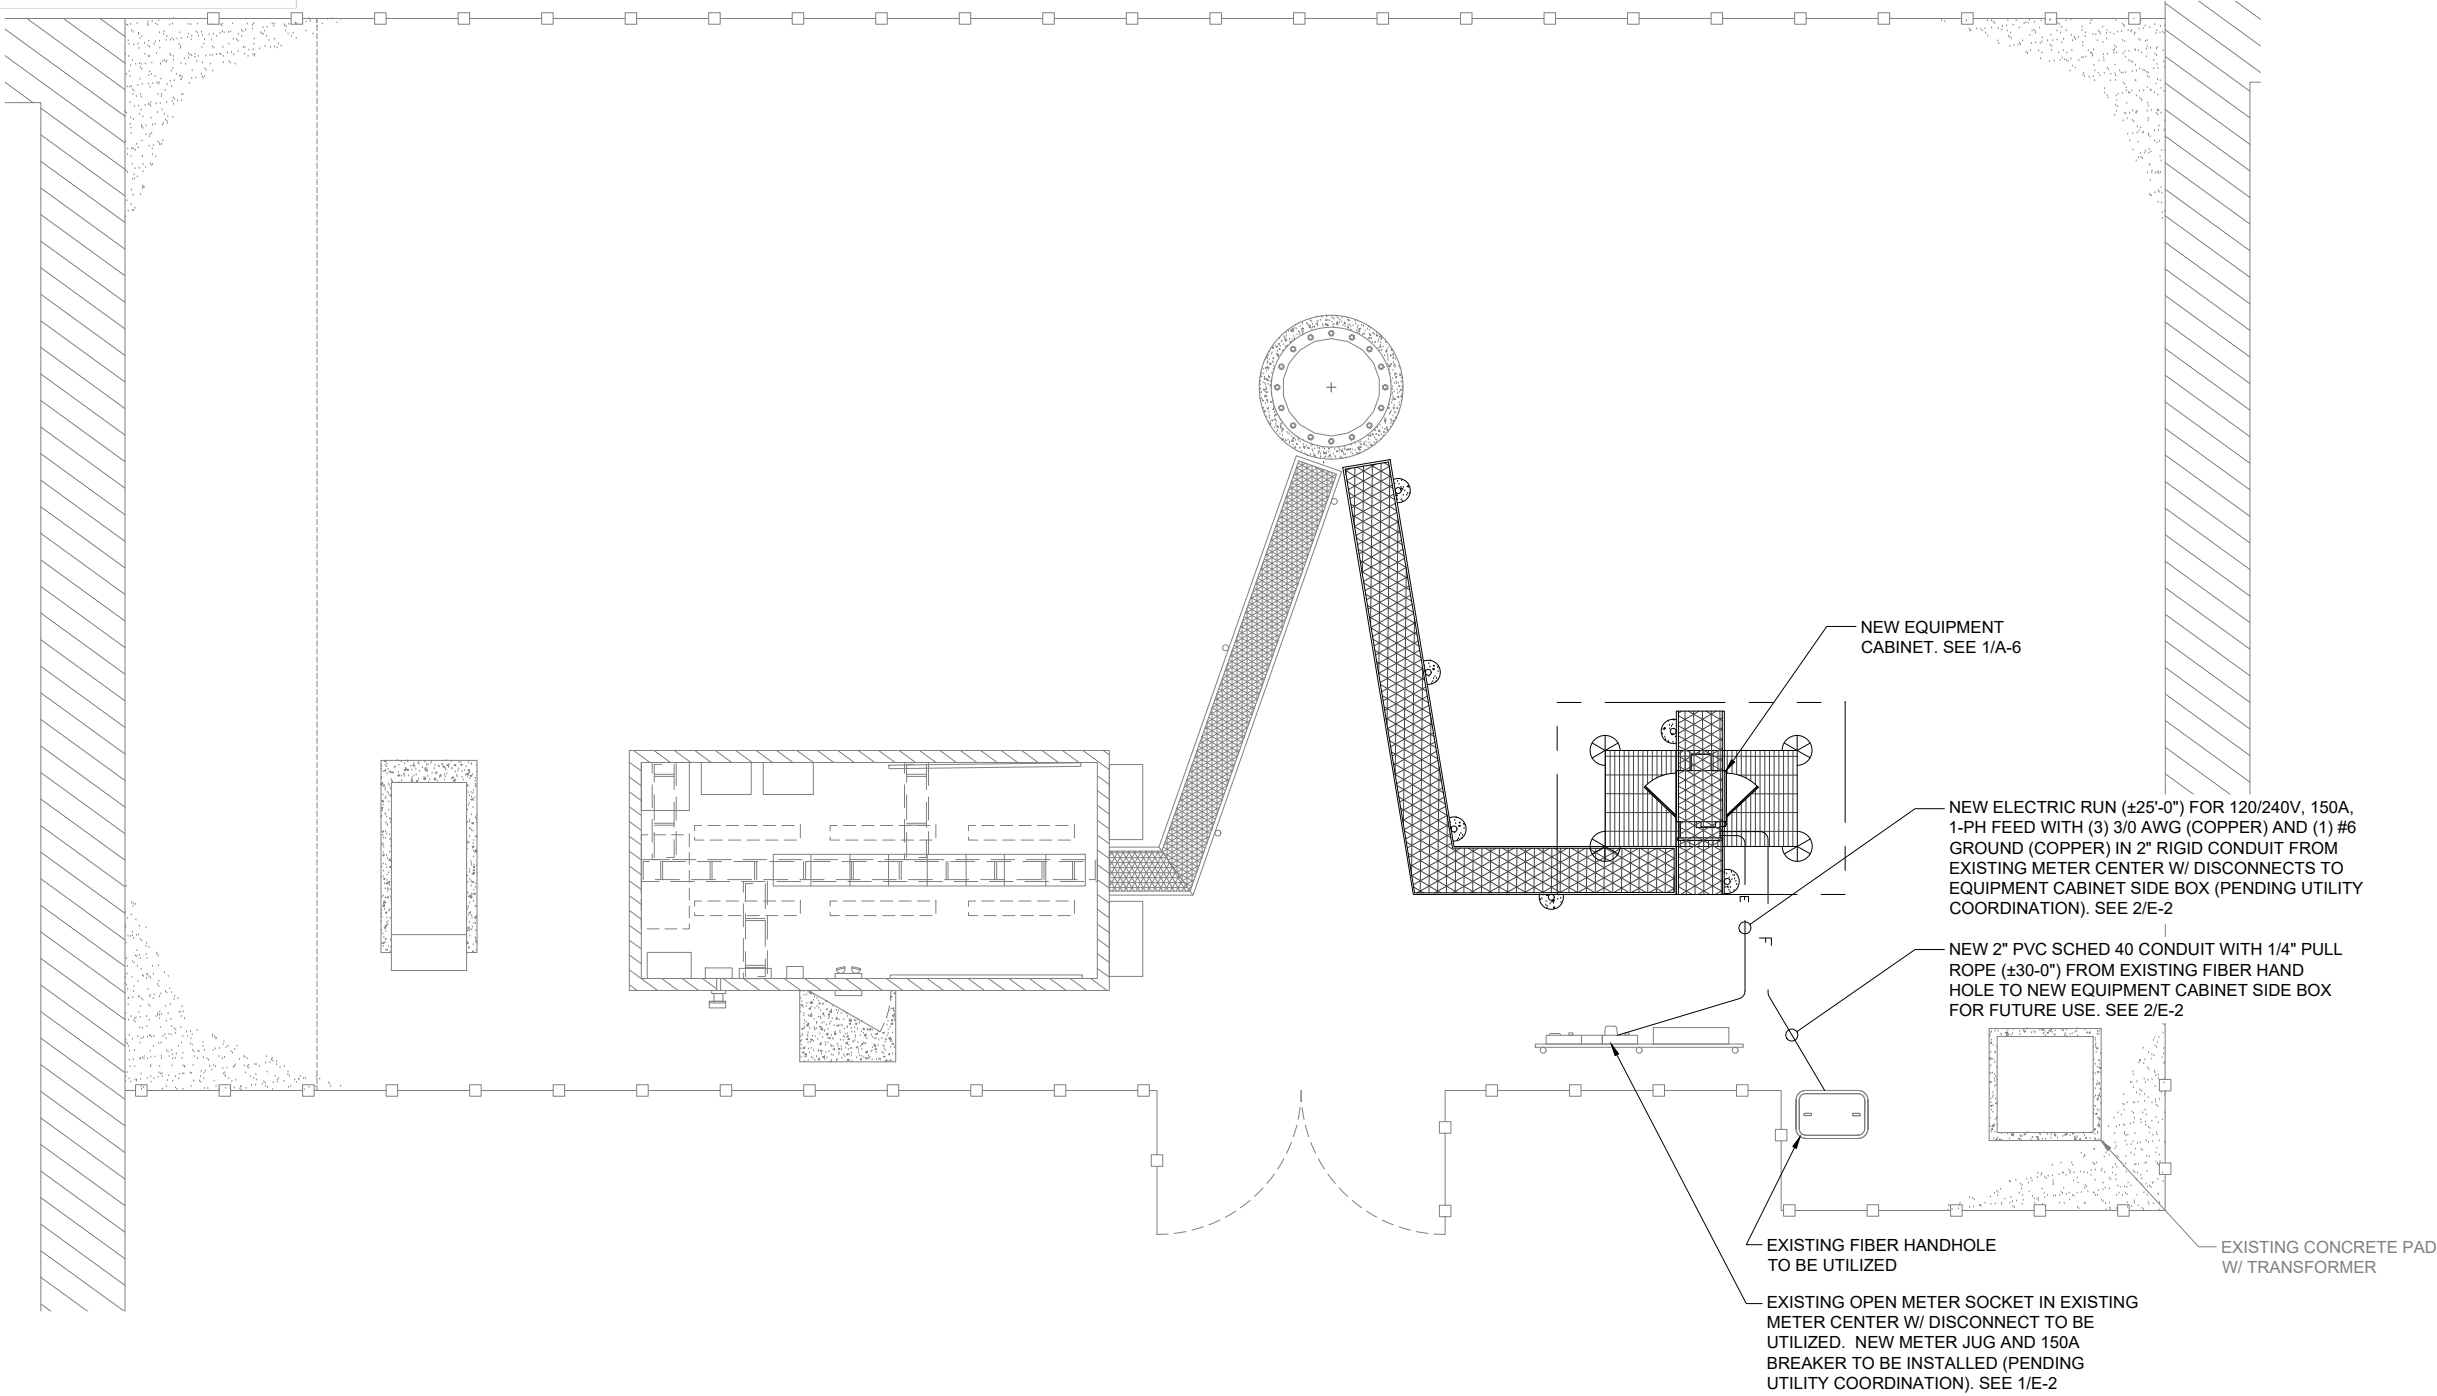 NEW EQUIPMENT
CABINET. SEE 1/A-6
NEW ELECTRIC RUN (±25'-0") FOR 120/240V, 150A,
1-PH FEED WITH (3) 3/0 AWG (COPPER) AND (1) #6
GROUND (COPPER) IN 2" RIGID CONDUIT FROM
EXISTING METER CENTER W/ DISCONNECTS TO
EQUIPMENT CABINET SIDE BOX (PENDING UTILITY
COORDINATION). SEE 2/E-2
E
F
NEW 2" PVC SCHED 40 CONDUIT WITH 1/4" PULL
ROPE (±30-0") FROM EXISTING FIBER HAND
HOLE TO NEW EQUIPMENT CABINET SIDE BOX
FOR FUTURE USE. SEE 2/E-2
EXISTING FIBER HANDHOLE
TO BE UTILIZED
EXISTING CONCRETE PAD
W/ TRANSFORMER
EXISTING OPEN METER SOCKET IN EXISTING
METER CENTER W/ DISCONNECT TO BE
UTILIZED. NEW METER JUG AND 150A
BREAKER TO BE INSTALLED (PENDING
UTILITY COORDINATION). SEE 1/E-2